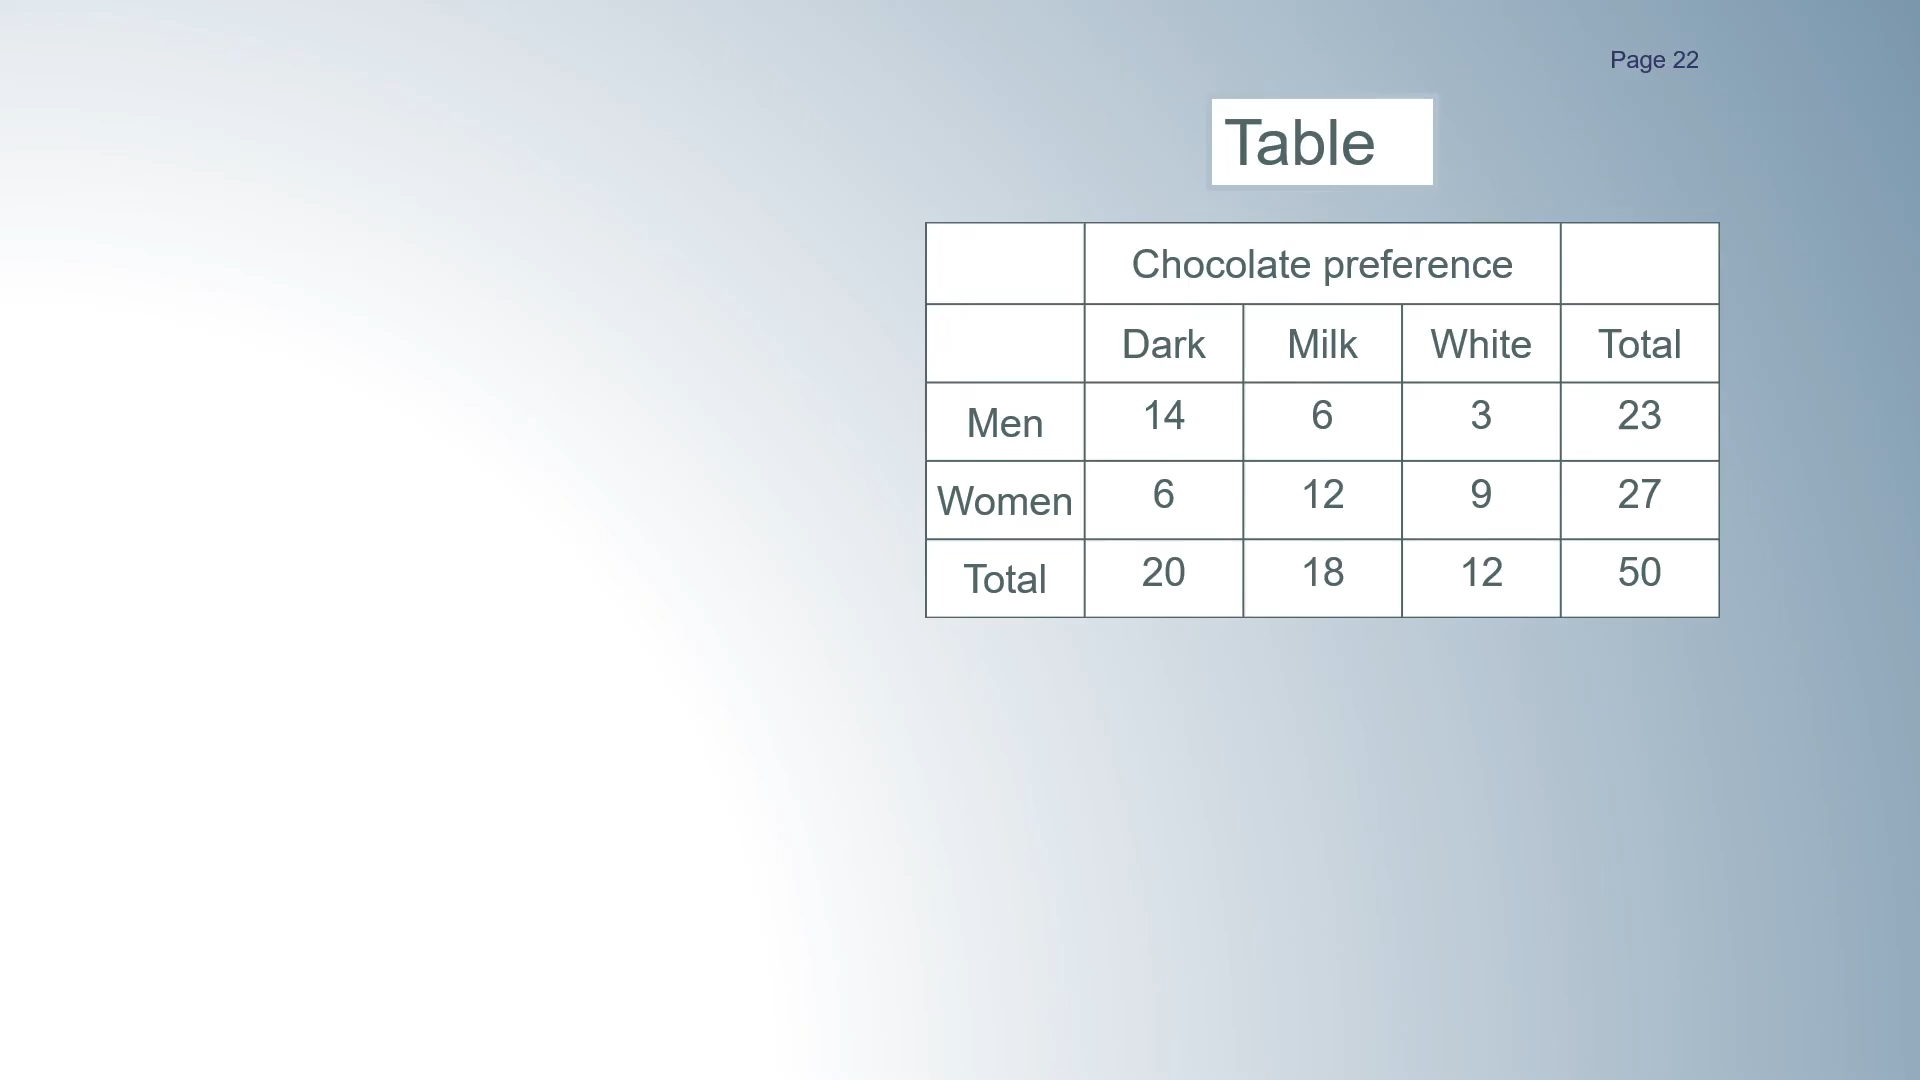 Page 22
Table
Chocolate preference
Dark Milk White Total
Men 14 6 3 23
Women 6 12 9 27
Total 20 18 12 50